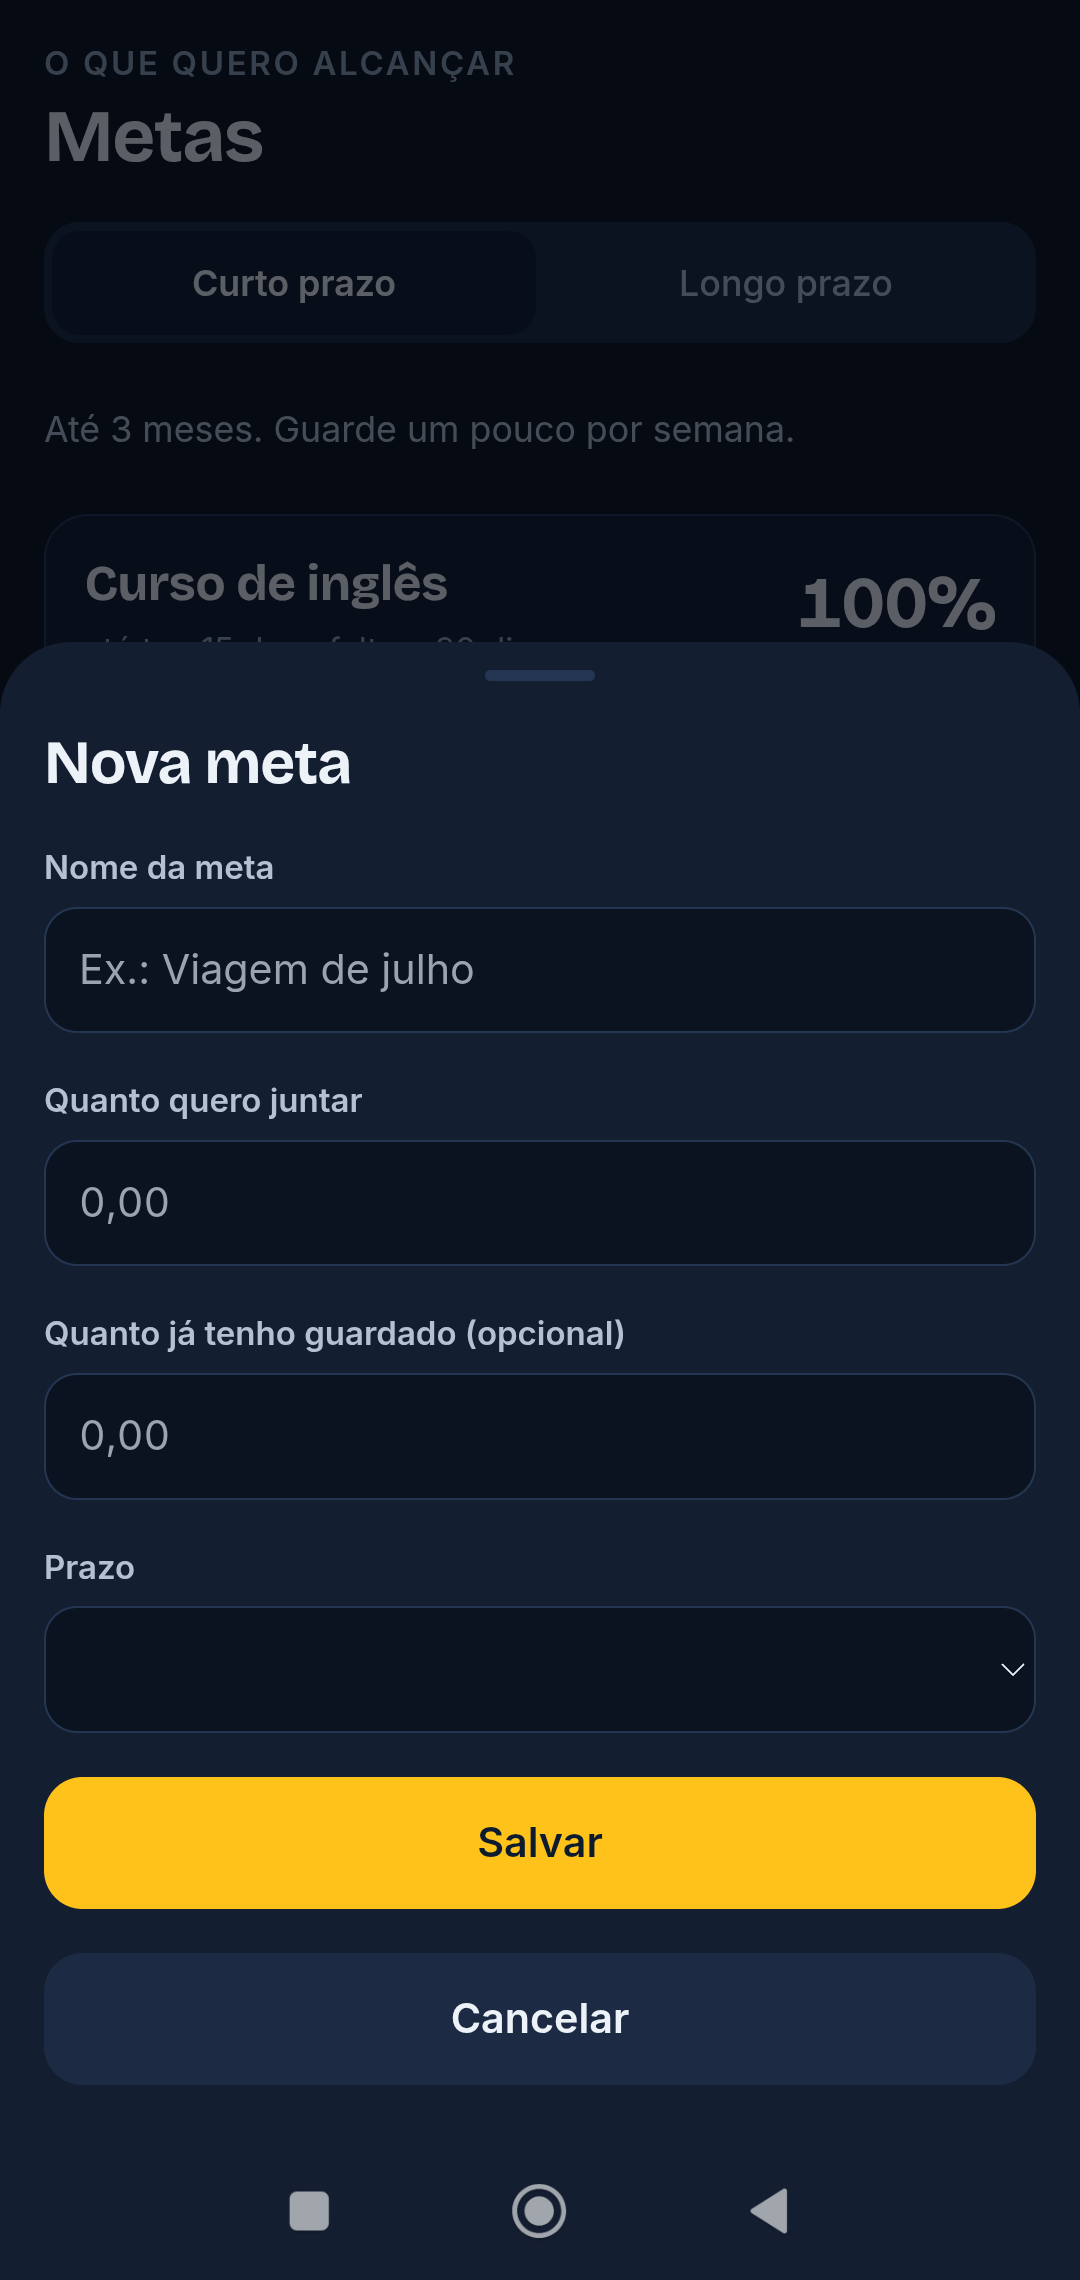 O QUE QUERO ALCANÇAR
Metas
Curto prazo
Longo prazo
Até 3 meses. Guarde um pouco por semana.
Curso de inglês
100%
Nova meta
Nome da meta
Ex.: Viagem de julho
Quanto quero juntar
0,00
Quanto já tenho guardado (opcional)
0,00
Prazo
Salvar
Cancelar